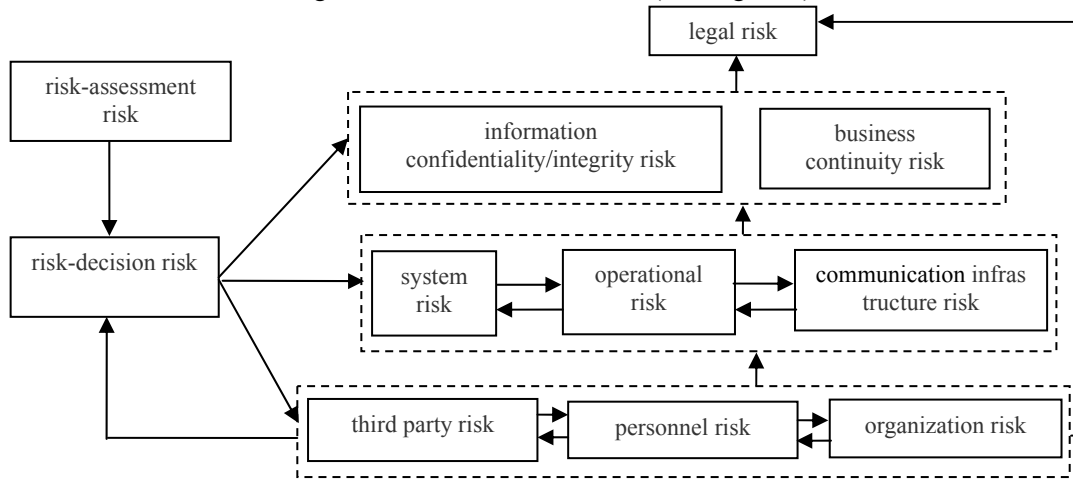 legal risk
risk-assessment
risk
information
confidentiality/integrity risk
business
continuity risk
risk-decision risk
system
risk
operational
risk
communication infras
tructure risk
third party risk
personnel risk
organization risk